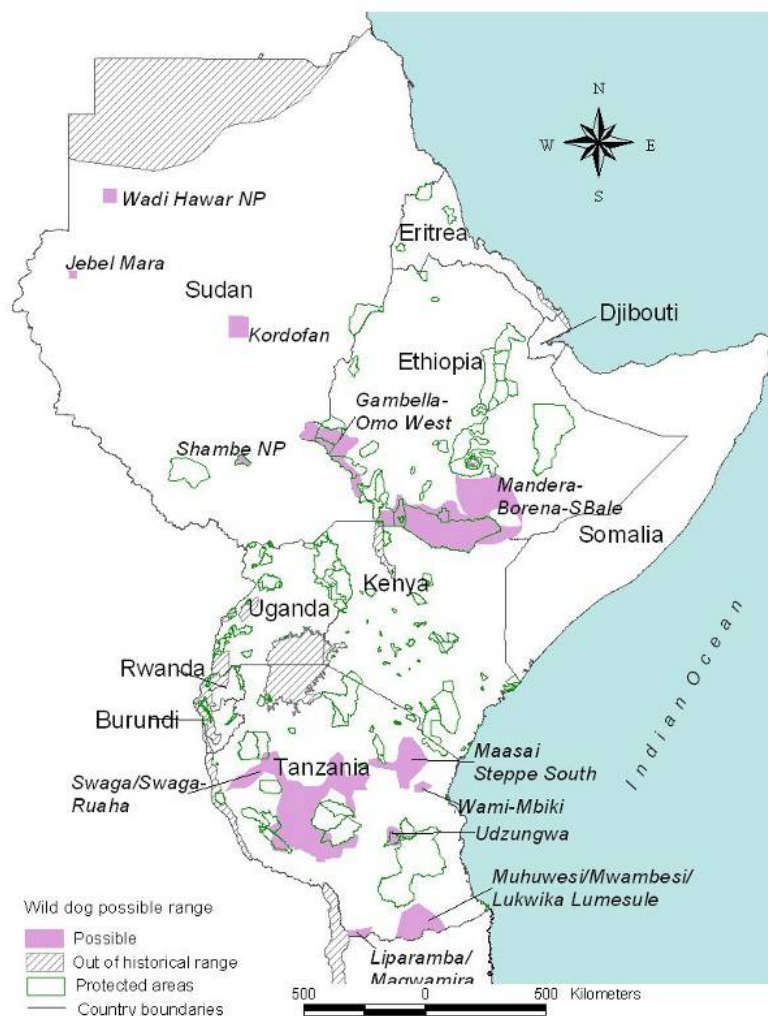 N
W E
S
Wadi Hawar NP
Eritrea
Jebel Mara
Sudan
Djibouti
Kordofan
Ethiopia
Gambella-
Omo West
Shambe NP
Mandera-
Borena-SBale
Somalia
Kenya
Uganda
Rwanda
Burundi
Indian Ocean
Maasai
Steppe South
Tanzania
Swaga/Swaga-
Ruaha
Wami-Mbiki
Udzungwa
Muhuwesi/Mwambesi/
Lukwika Lumesule
Liparamba/
Magwamira
Wild dog possible range
Possible
Out of historical range
Protected areas
Country boundaries
500 0 500 Kilometers